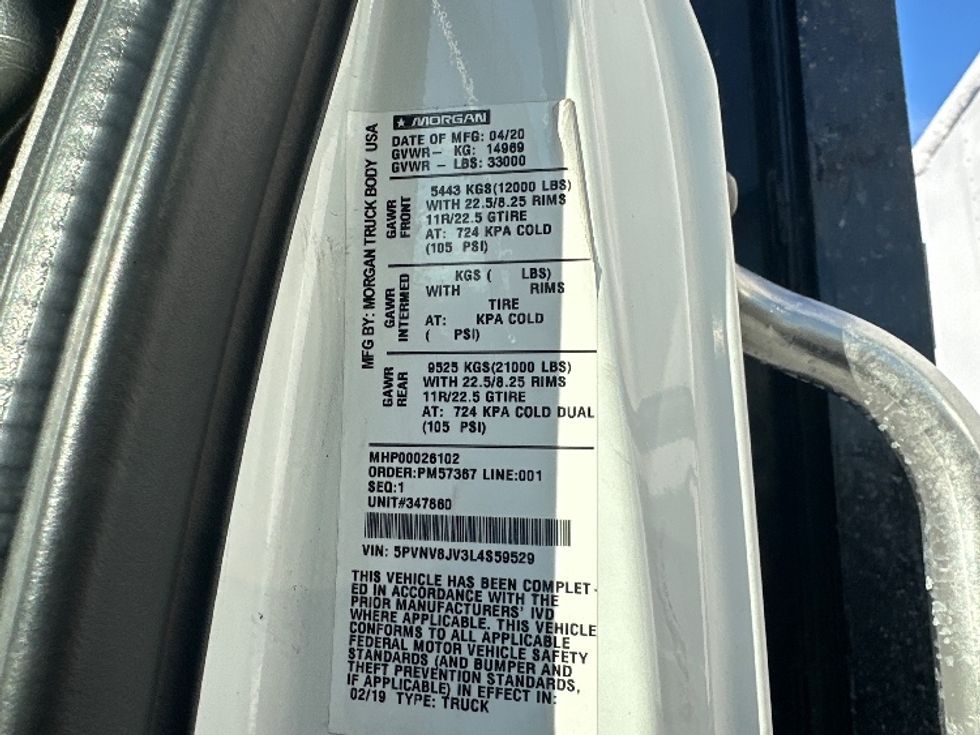 ★ MORGAN
MFG BY: MORGAN TRUCK BODY USA
DATE OF MFG: 04/20
GVWR- KG: 14969
GVWR - LBS: 33000
GAWR FRONT
5443 KGS(12000 LBS)
WITH 22.5/8.25 RIMS
11R/22.5 GTIRE
AT: 724 KPA COLD
(105 PSI)
GAWR INTERMED
KGS ( LBS)
WITH RIMS
TIRE
AT: KPA COLD
( PSI)
GAWR REAR
9525 KGS(21000 LBS)
WITH 22.5/8.25 RIMS
11R/22.5 GTIRE
AT: 724 KPA COLD DUAL
(105 PSI)
MHP00026102
ORDER:PM57367 LINE:001
SEQ:1
UNIT#347860
VIN: 5PVNV8JV3L4S59529
THIS VEHICLE HAS BEEN COMPLET-
ED IN ACCORDANCE WITH THE
PRIOR MANUFACTURERS' IVD
WHERE APPLICABLE. THIS VEHICLE
CONFORMS TO ALL APPLICABLE
FEDERAL MOTOR VEHICLE SAFETY
STANDARDS (AND BUMPER AND
THEFT PREVENTION STANDARDS,
IF APPLICABLE) IN EFFECT IN:
02/19 TYPE: TRUCK